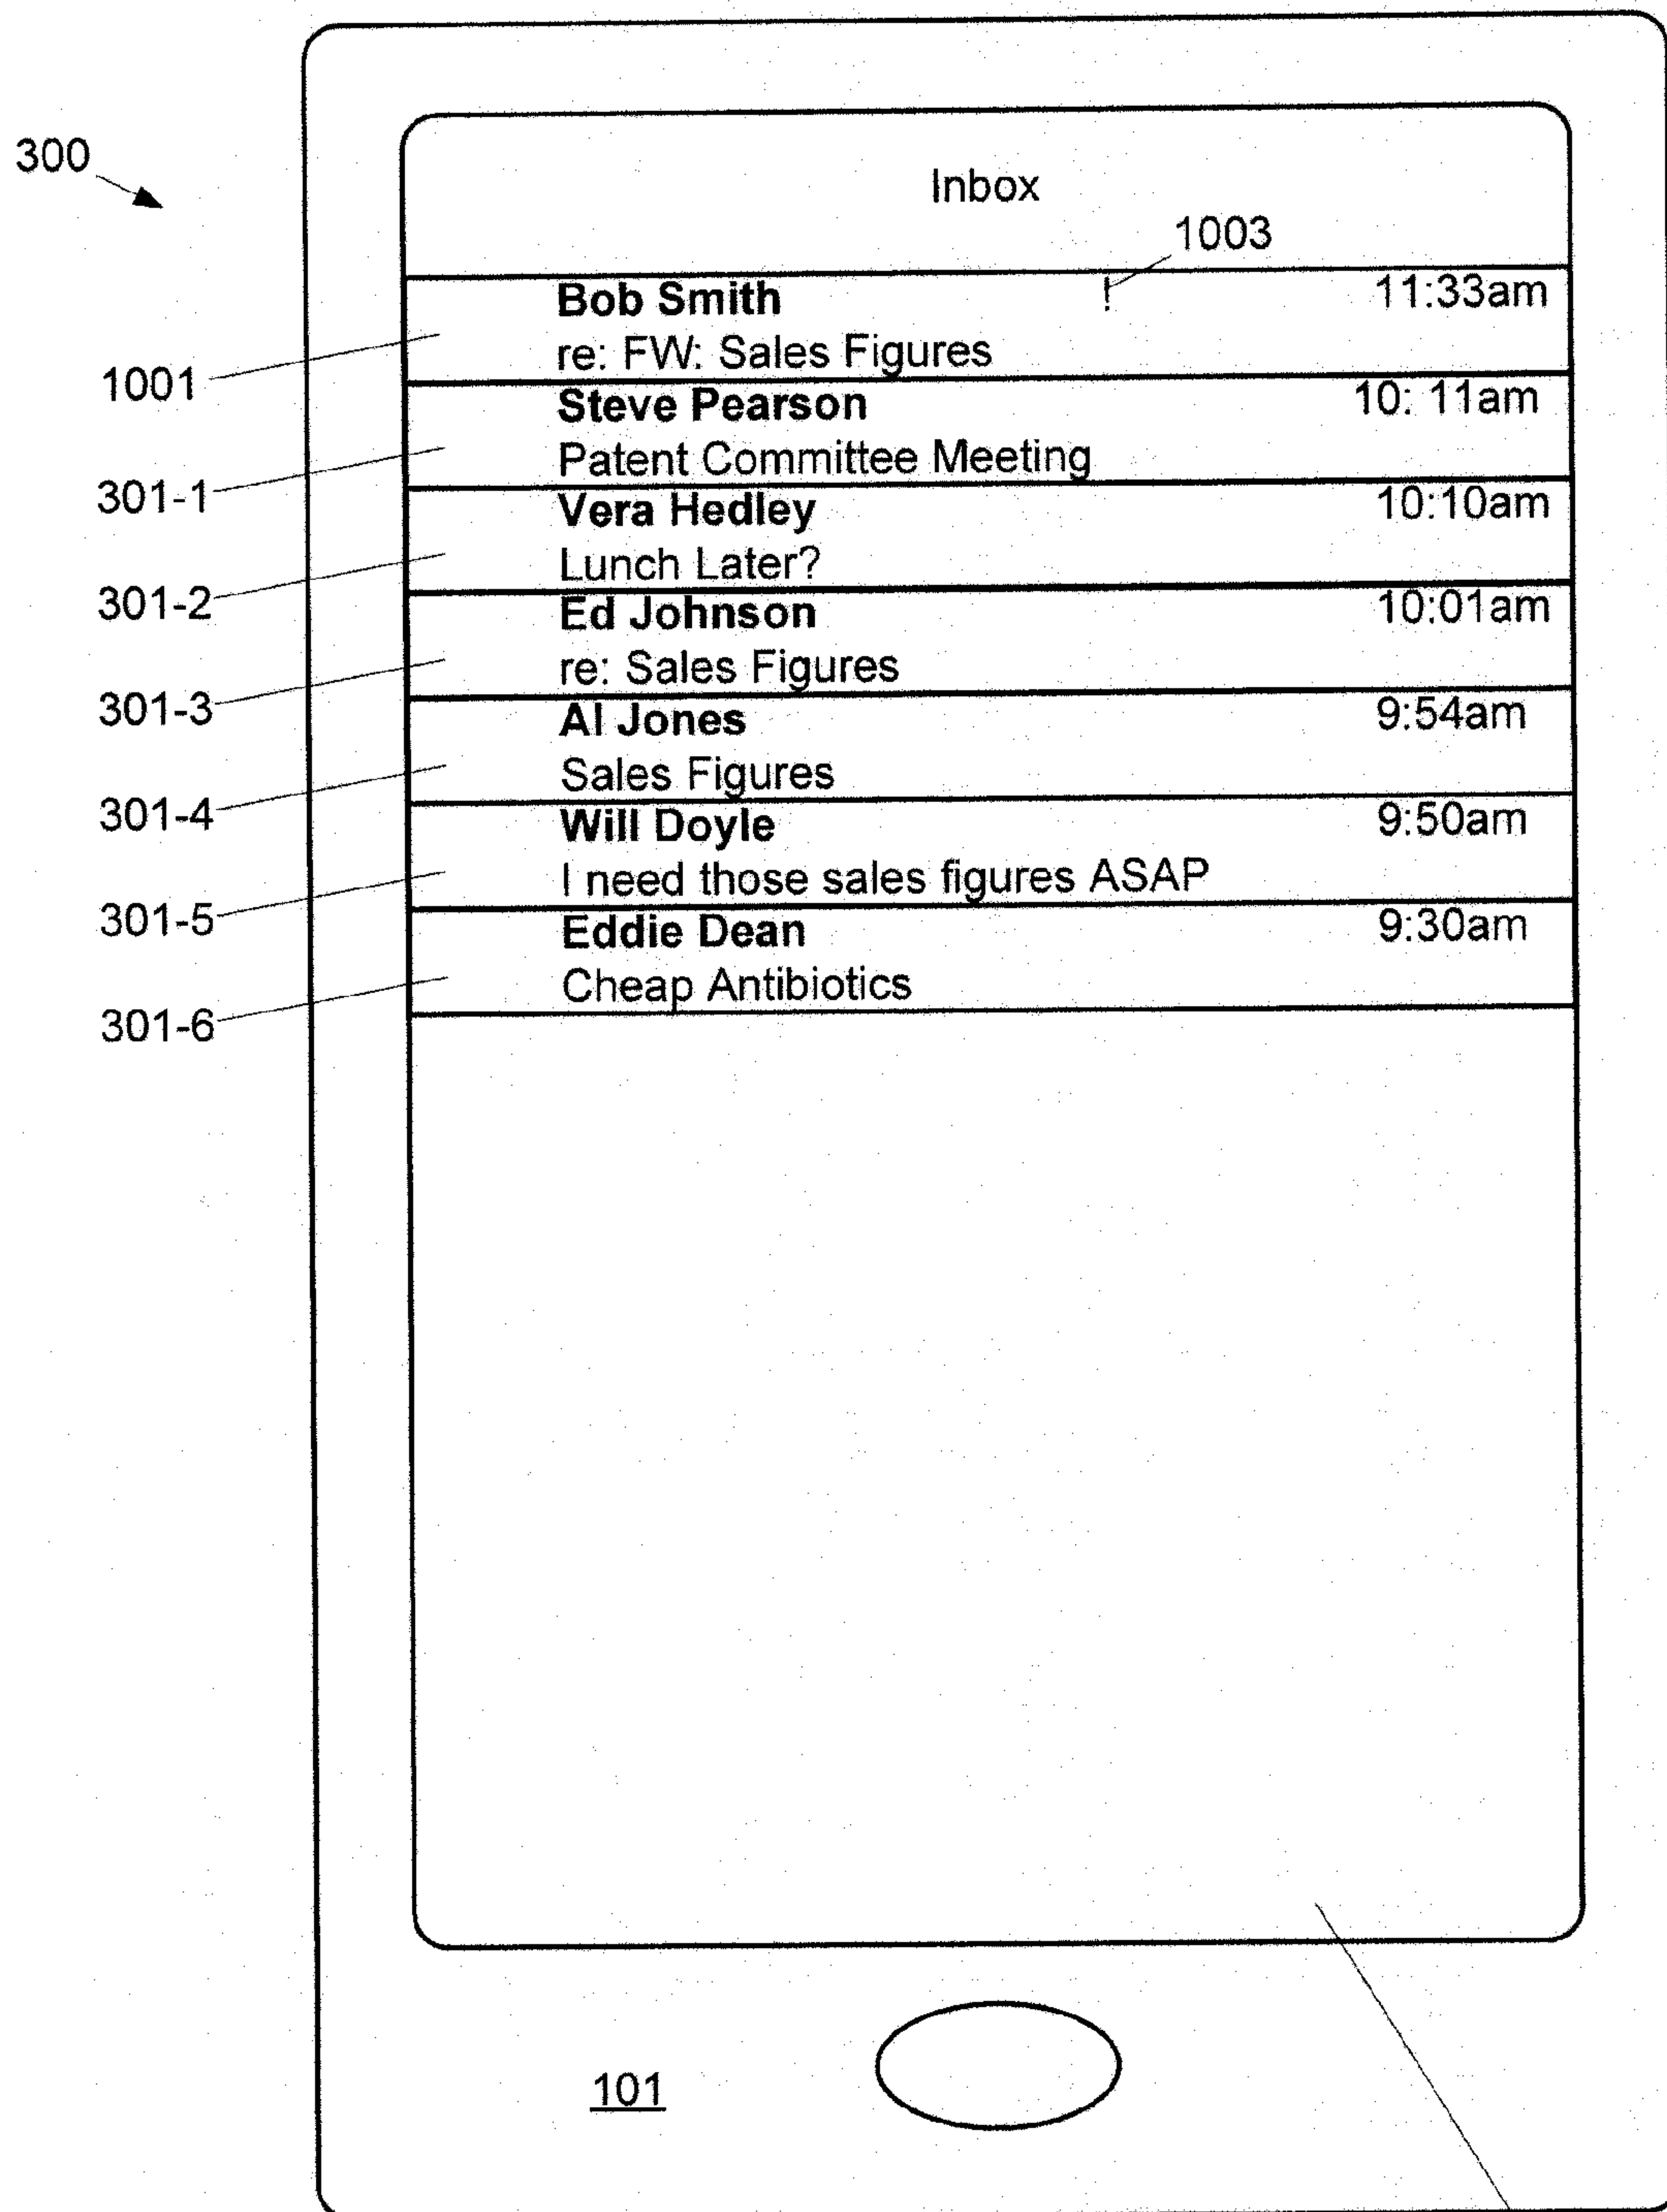 300
Inbox
1003
Bob Smith ! 11:33am
re: FW: Sales Figures
1001
Steve Pearson 10: 11am
Patent Committee Meeting
301-1
Vera Hedley 10:10am
Lunch Later?
301-2
Ed Johnson 10:01am
re: Sales Figures
301-3
Al Jones 9:54am
Sales Figures
301-4
Will Doyle 9:50am
I need those sales figures ASAP
301-5
Eddie Dean 9:30am
Cheap Antibiotics
301-6
101